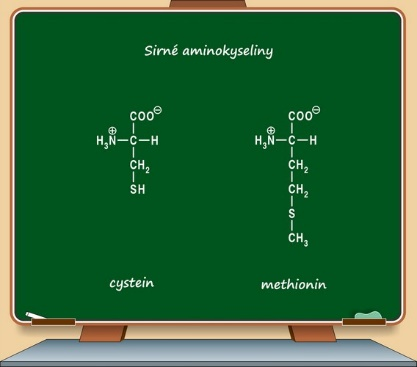 Sirné aminokyseliny
COO⊖
H₃N⊕—C—H
CH₂
SH
cystein
COO⊖
H₃N⊕—C—H
CH₂
CH₂
S
CH₃
methionin